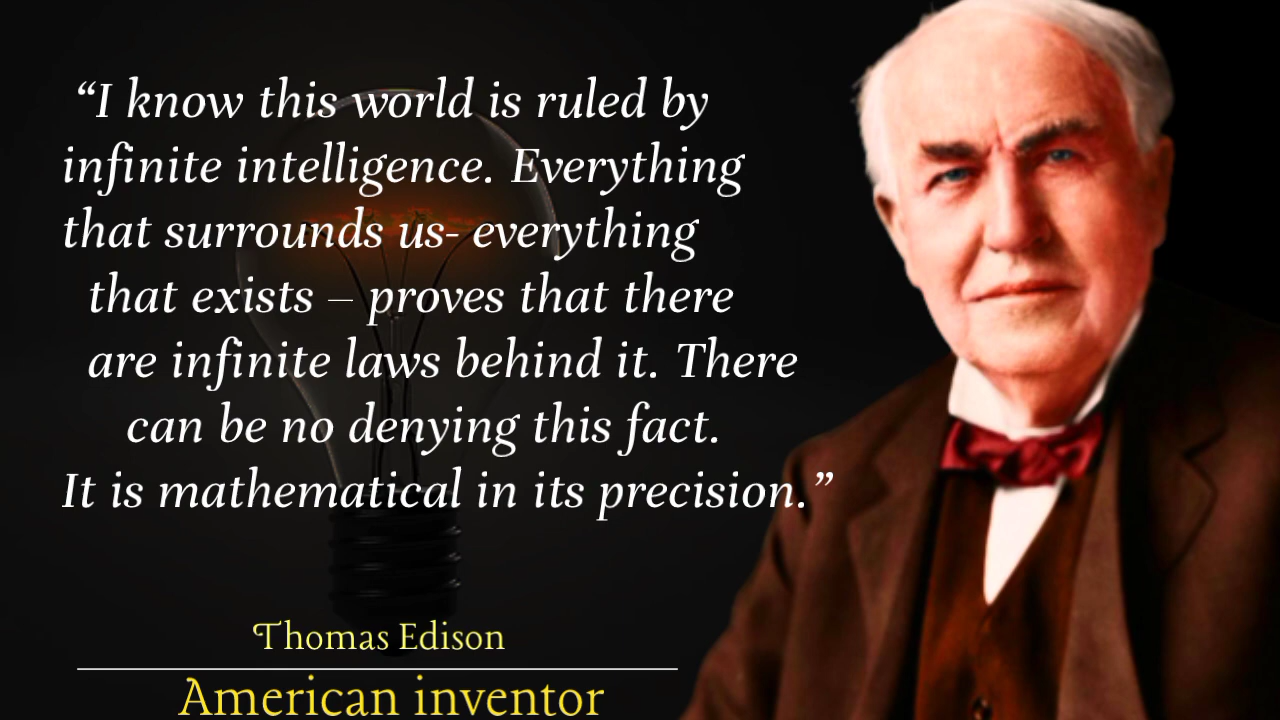 “I know this world is ruled by
infinite intelligence. Everything
that surrounds us- everything
that exists – proves that there
are infinite laws behind it. There
can be no denying this fact.
It is mathematical in its precision.”
Thomas Edison
American inventor